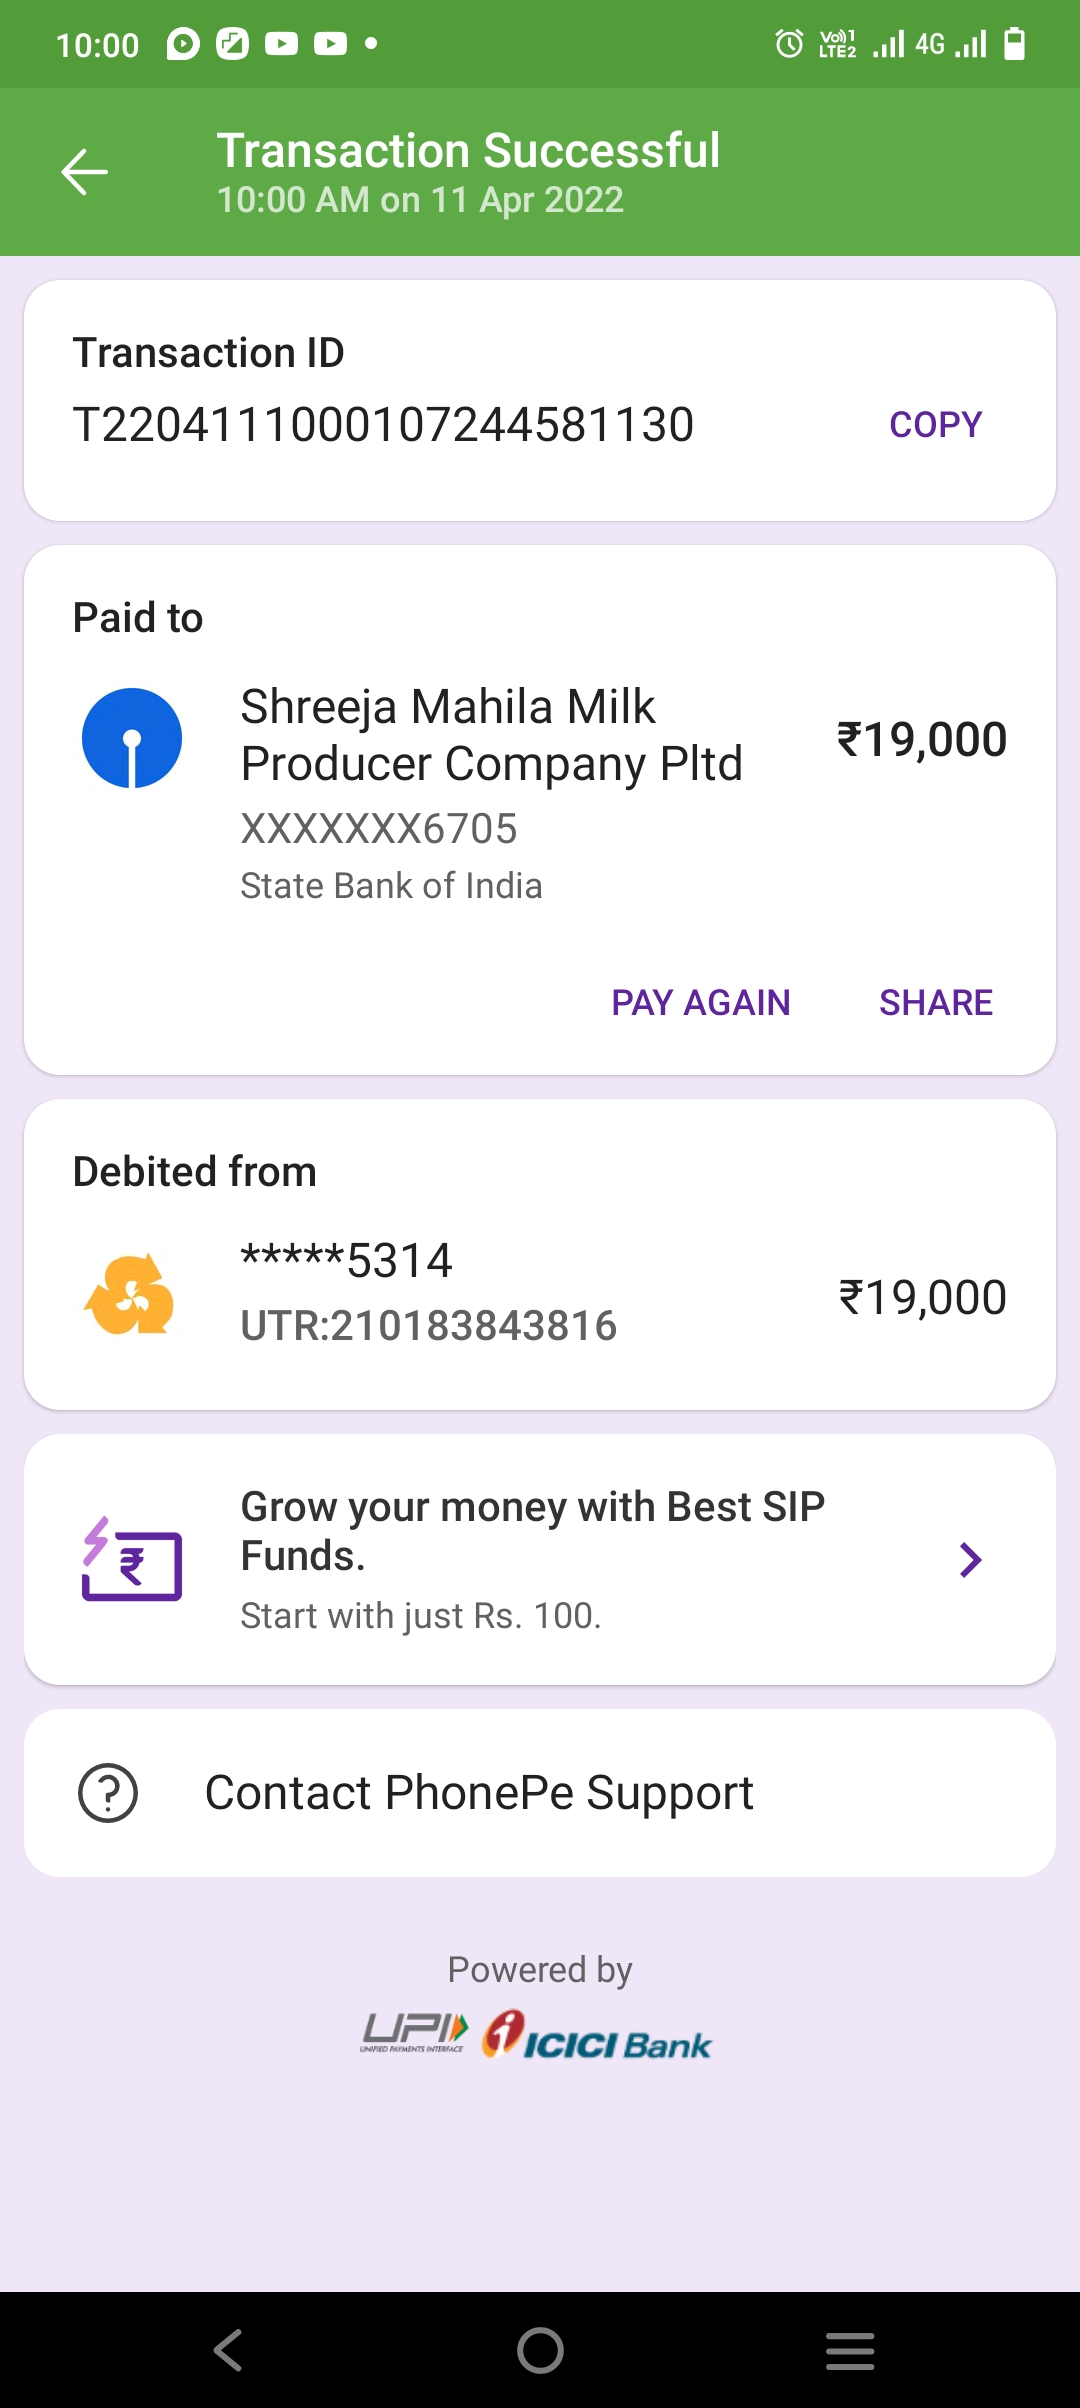 10:00
Vo))1
LTE2
4G
Transaction Successful
10:00 AM on 11 Apr 2022
Transaction ID
T2204111000107244581130
COPY
Paid to
Shreeja Mahila Milk
Producer Company Pltd
₹19,000
XXXXXXX6705
State Bank of India
PAY AGAIN
SHARE
Debited from
*****5314
₹19,000
UTR:210183843816
Grow your money with Best SIP
Funds.
Start with just Rs. 100.
Contact PhonePe Support
Powered by
UPI
UNIFIED PAYMENTS INTERFACE
ICICI Bank